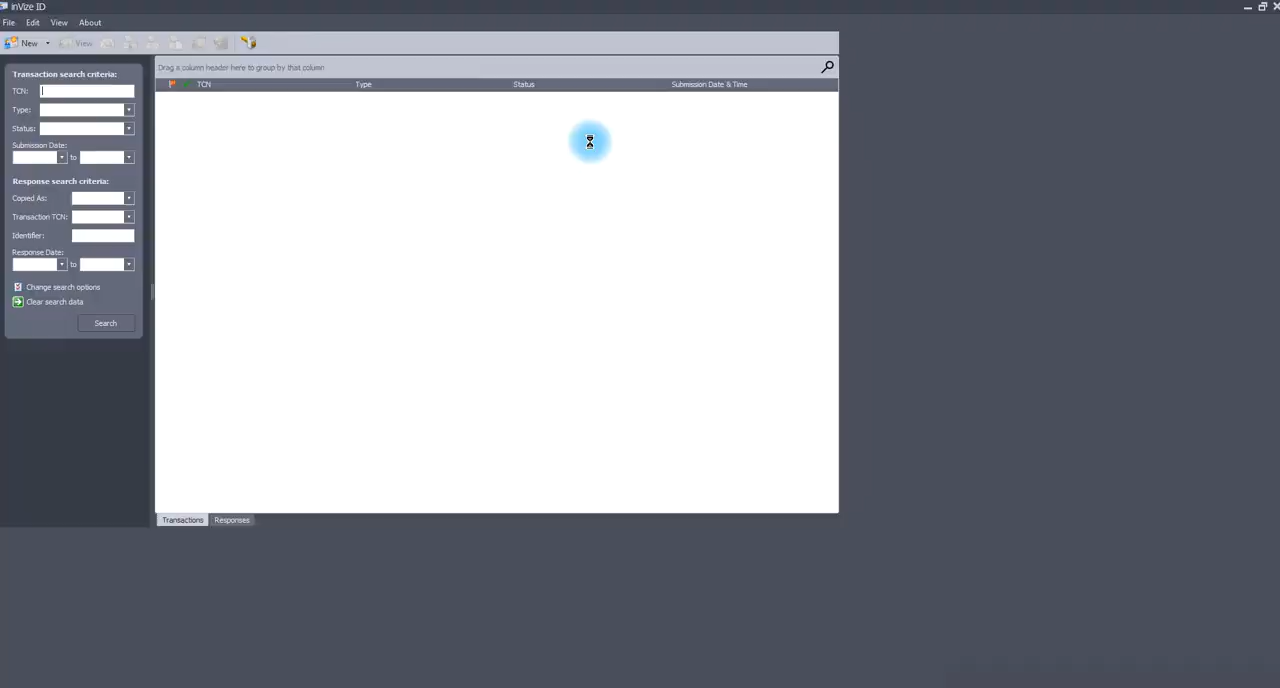 inVize ID
File Edit View About
New View
Transaction search criteria:
TCN:
Type:
Status:
Submission Date:
to
Response search criteria:
Copied As:
Transaction TCN:
Identifier:
Response Date:
to
Change search options
Clear search data
Search
Drag a column header here to group by that column
TCN Type Status Submission Date & Time
Transactions Responses